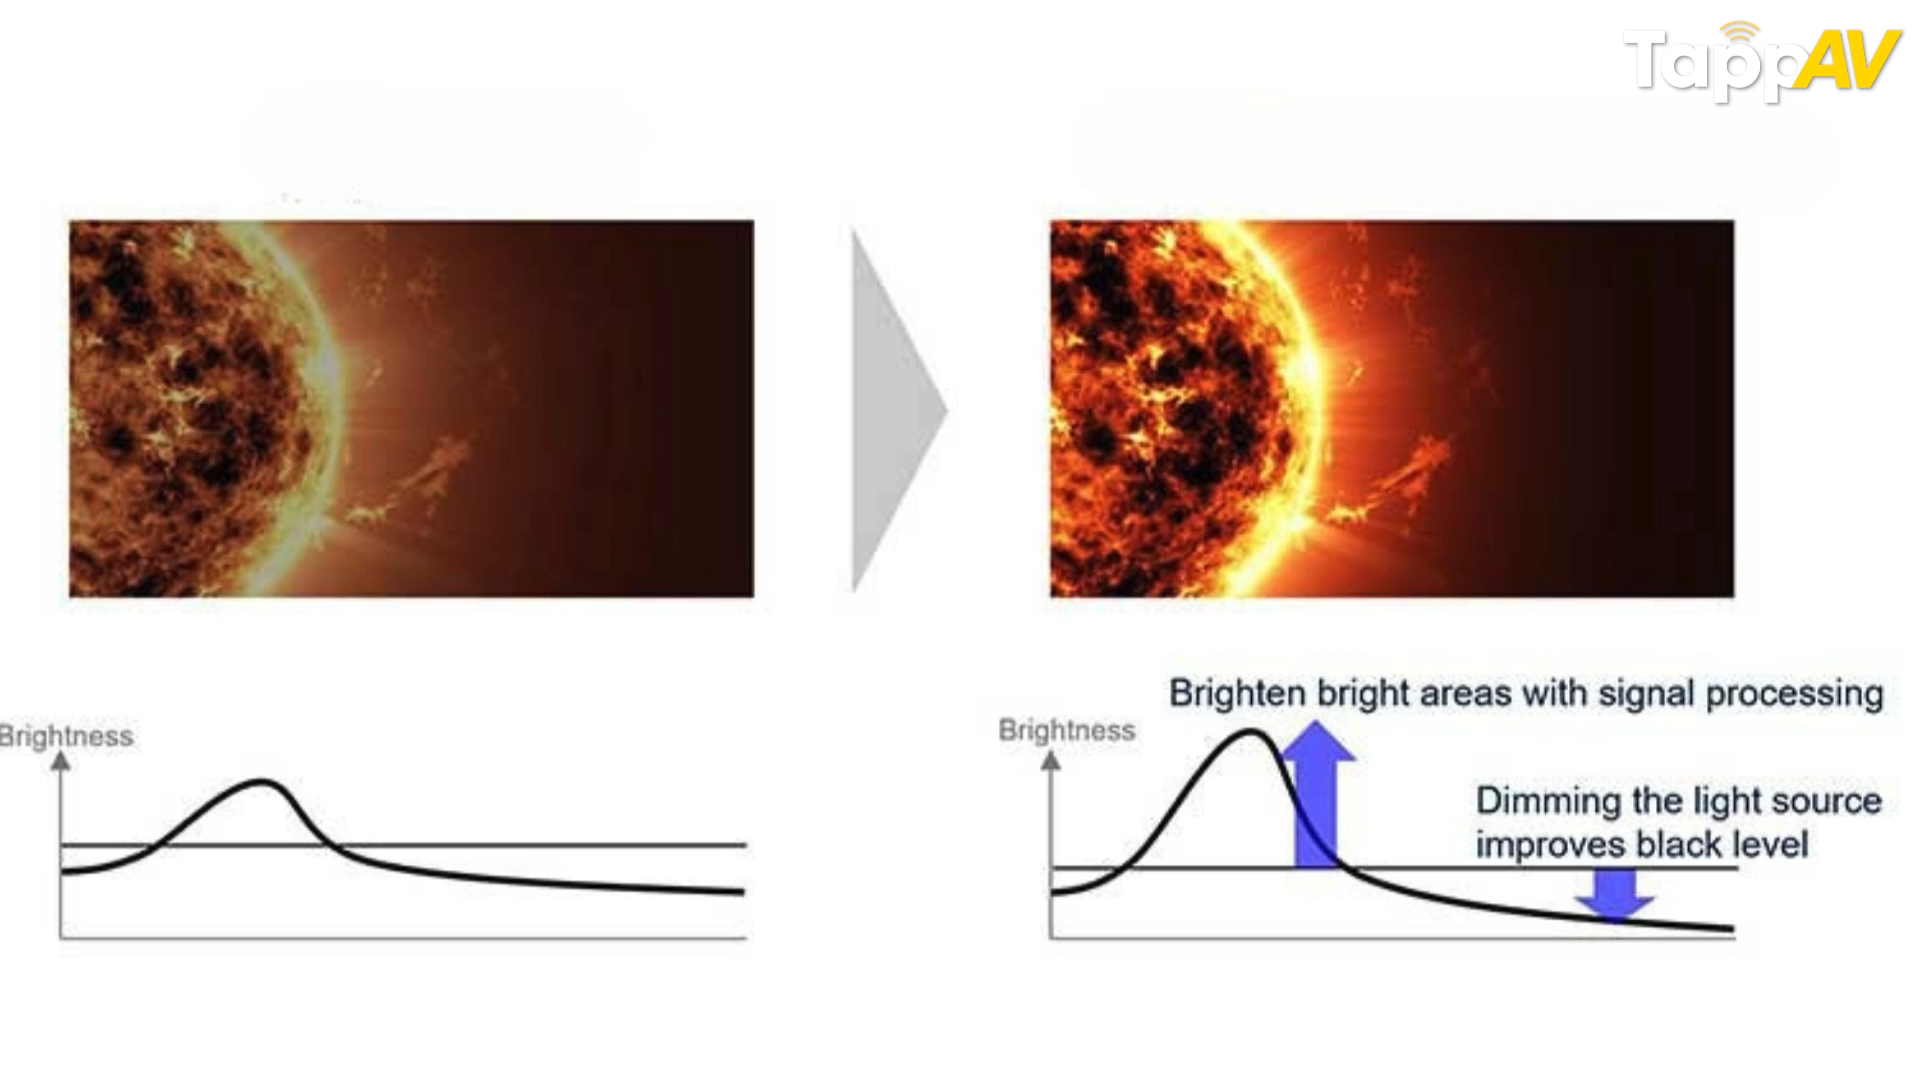 TappAV
Brightness
Brighten bright areas with signal processing
Brightness
Dimming the light source
improves black level